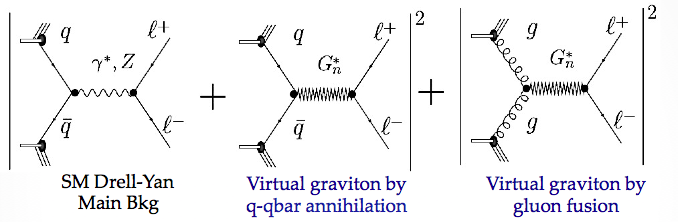 q
ℓ+
γ*, Z
q̄
ℓ−
+
q
ℓ+
2
G*n
q̄
ℓ−
+
g
ℓ+
2
G*n
g
ℓ−
SM Drell-Yan
Main Bkg
Virtual graviton by
q-qbar annihilation
Virtual graviton by
gluon fusion